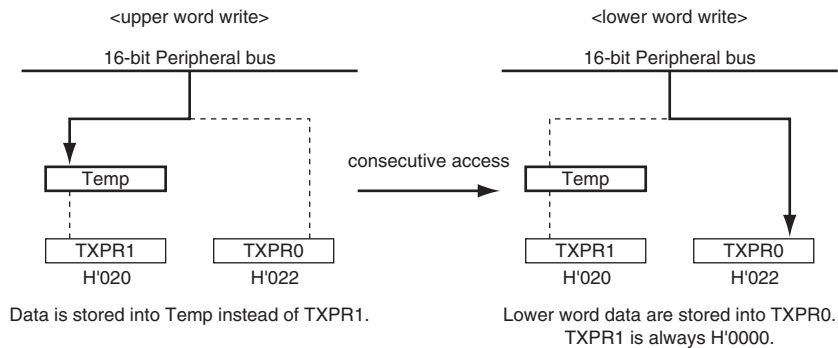 <upper word write>
16-bit Peripheral bus
Temp
TXPR1
TXPR0
H'020
H'022
Data is stored into Temp instead of TXPR1.
consecutive access
<lower word write>
16-bit Peripheral bus
Temp
TXPR1
TXPR0
H'020
H'022
Lower word data are stored into TXPR0.
TXPR1 is always H'0000.